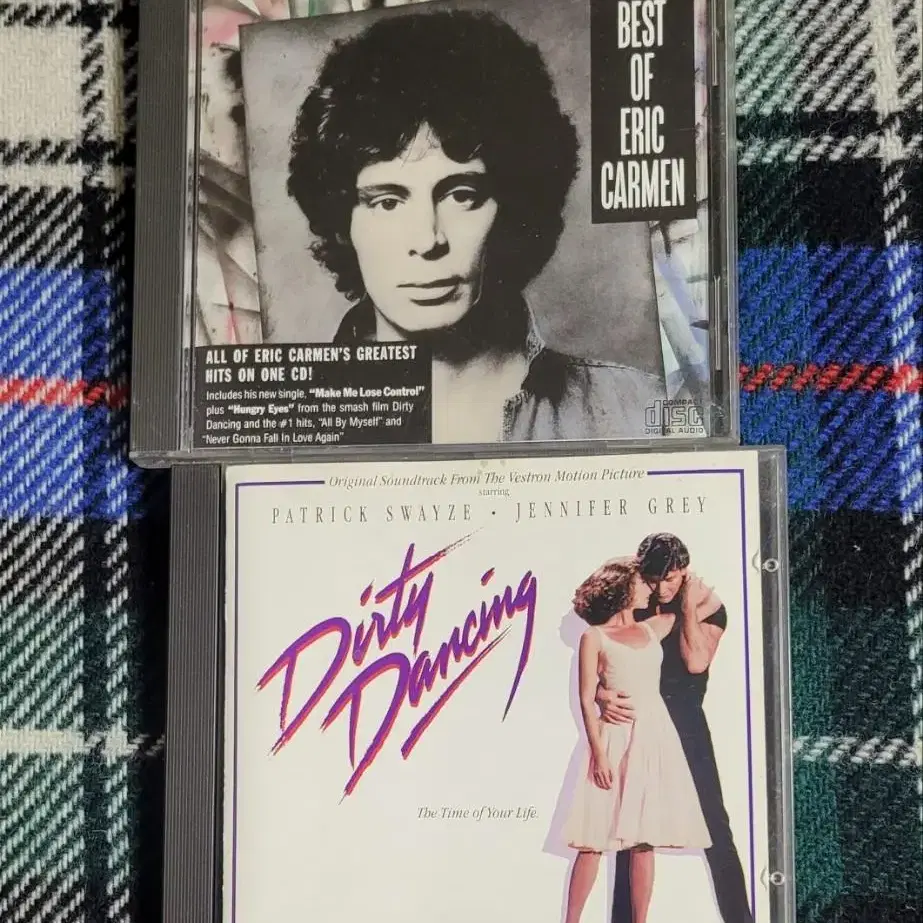 BEST
OF
ERIC
CARMEN
ALL OF ERIC CARMEN'S GREATEST
HITS ON ONE CD!
Includes his new single, "Make Me Lose Control"
plus "Hungry Eyes" from the smash film Dirty
Dancing and the #1 hits, "All By Myself" and
"Never Gonna Fall In Love Again"
COMPACT
disc
DIGITAL AUDIO
Original Soundtrack From The Vestron Motion Picture
starring
PATRICK SWAYZE • JENNIFER GREY
Dirty
Dancing
The Time of Your Life.